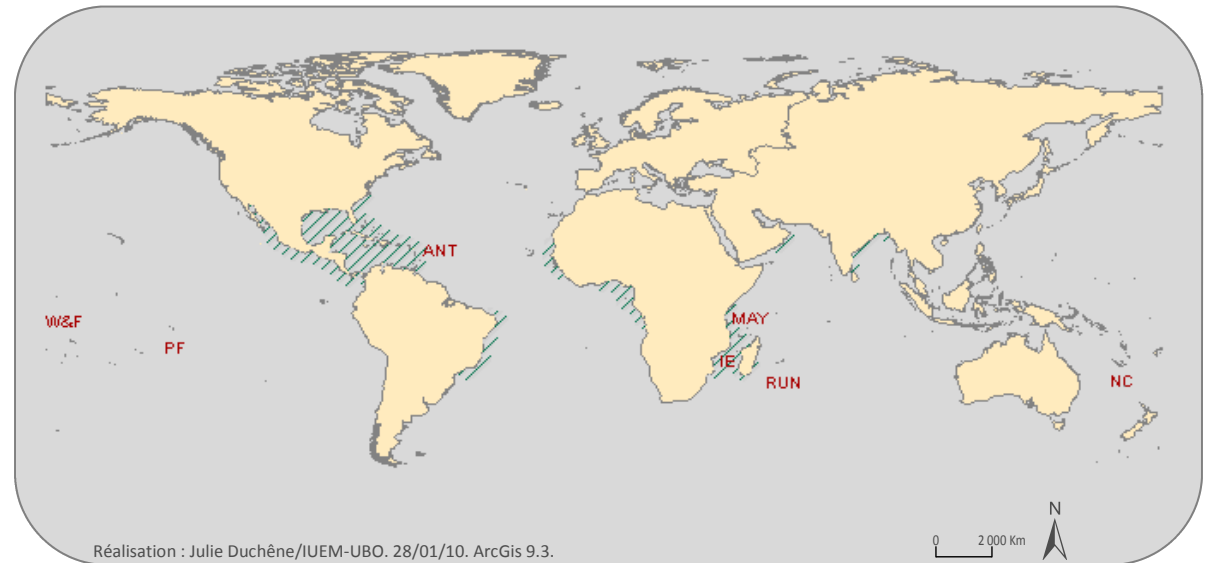 ANT
W&F
MAY
PF
IE
RUN
NC
N
0 2 000 Km
Réalisation : Julie Duchêne/IUEM-UBO. 28/01/10. ArcGis 9.3.